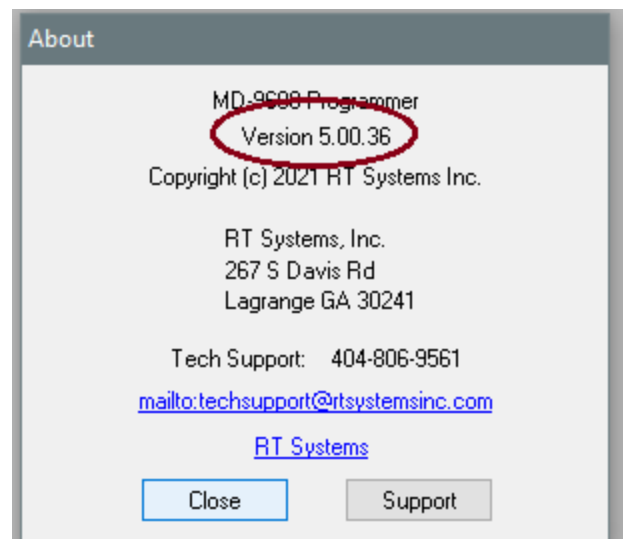 About
MD-9600 Programmer
Version 5.00.36
Copyright (c) 2021 RT Systems Inc.
RT Systems, Inc.
267 S Davis Rd
Lagrange GA 30241
Tech Support: 404-806-9561
mailto:techsupport@rtsystemsinc.com
RT Systems
Close Support